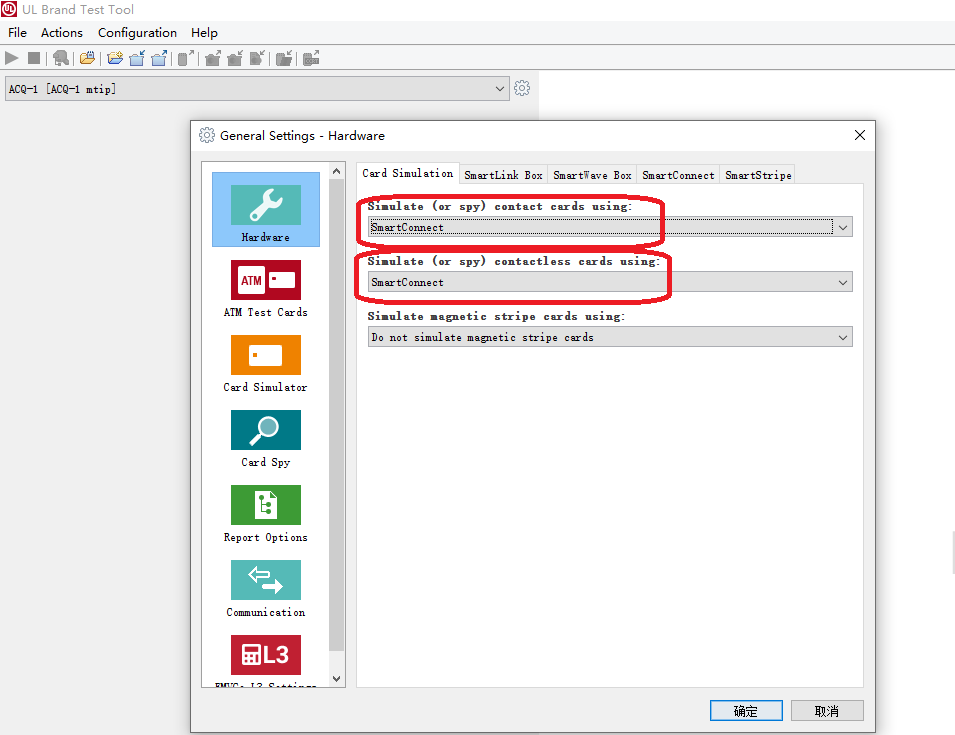 UL Brand Test Tool
File Actions Configuration Help
ACQ-1 [ACQ-1 mtip]
General Settings - Hardware
Hardware
ATM
ATM Test Cards
Card Simulator
Card Spy
Report Options
Communication
L3
EMVCo L3 Settings
Card Simulation SmartLink Box SmartWave Box SmartConnect SmartStripe
Simulate (or spy) contact cards using:
SmartConnect
Simulate (or spy) contactless cards using:
SmartConnect
Simulate magnetic stripe cards using:
Do not simulate magnetic stripe cards
确定 取消